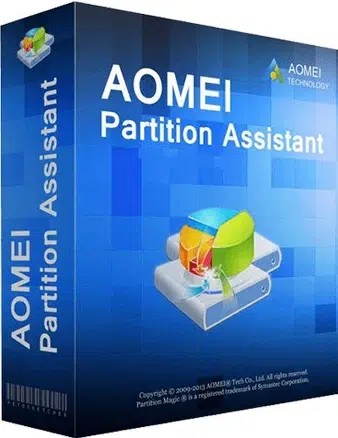 AOMEI
TECHNOLOGY
AOMEI
Partition Assistant
AOMEI
Partition Assistant
Copyright © 2009-2013 AOMEI® Tech Co., Ltd. All rights reserved.
Partition Magic ® is a registered trademark of Symantec Corporation.